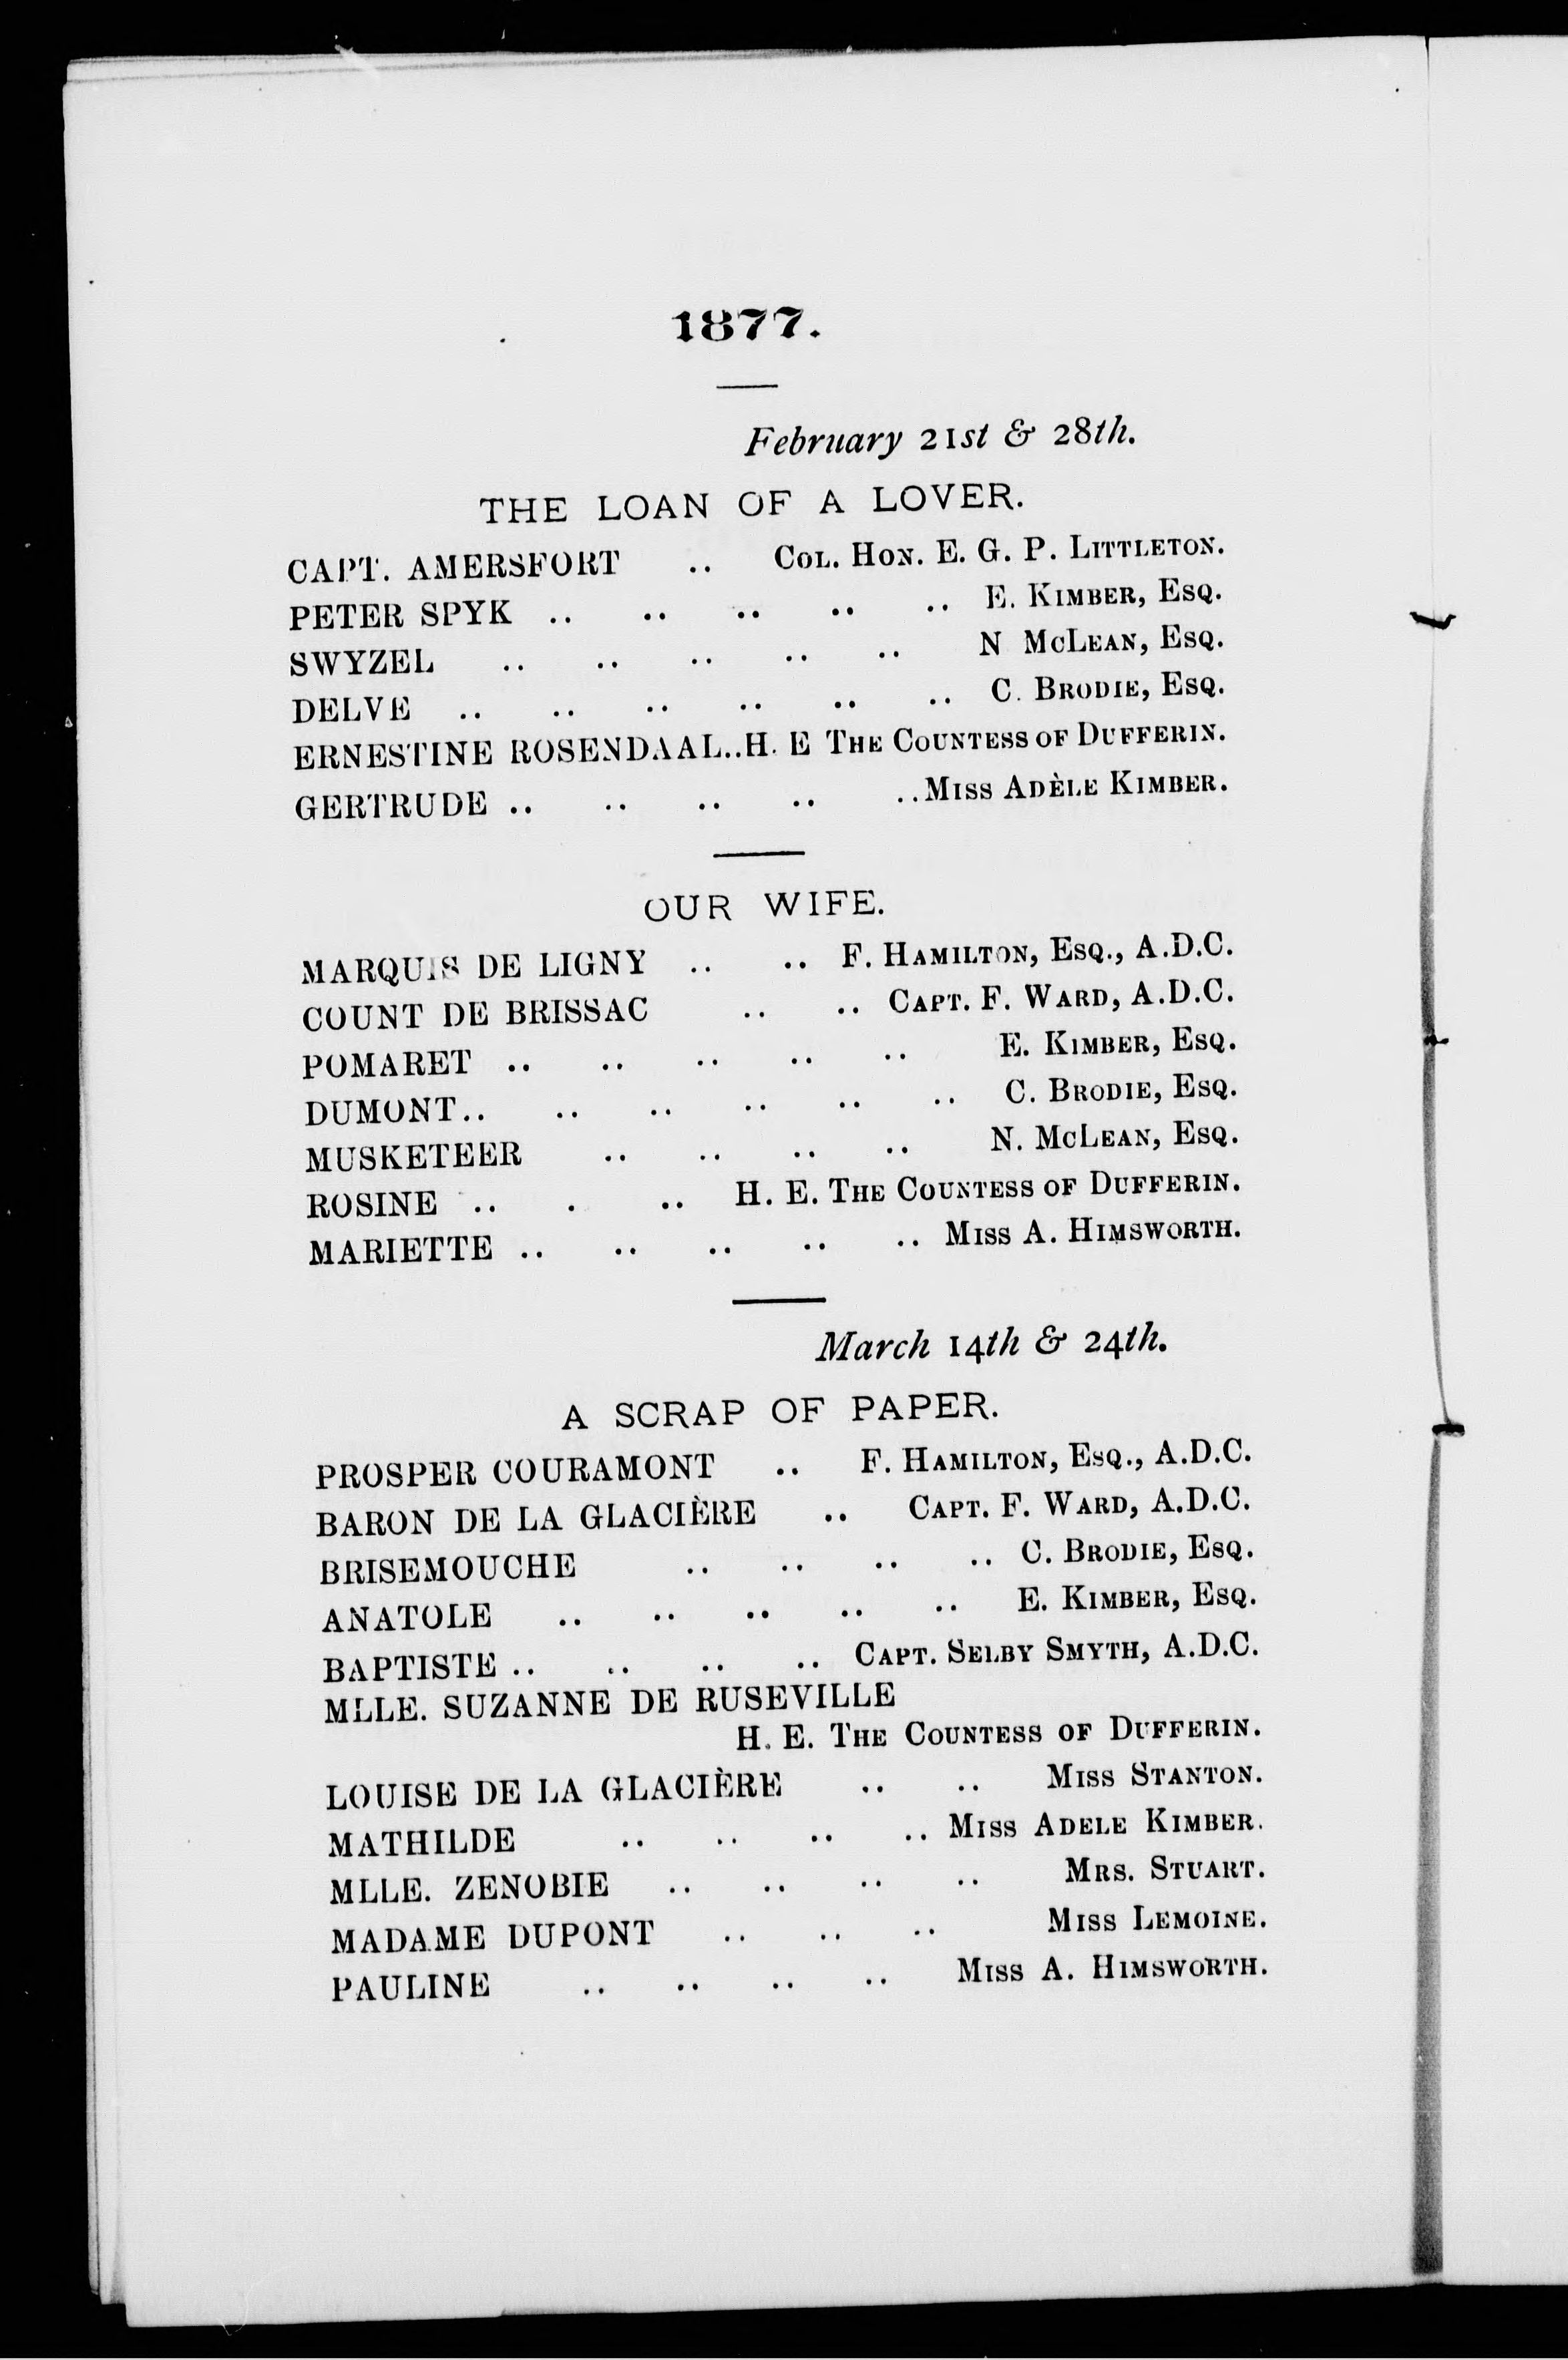 1877.
February 21st & 28th.
THE LOAN OF A LOVER.
CAPT. AMERSFORT .. COL. HON. E. G. P. LITTLETON.
PETER SPYK .. .. .. .. .. E. KIMBER, ESQ.
SWYZEL .. .. .. .. .. N McLEAN, ESQ.
DELVE .. .. .. .. .. .. C. BRODIE, ESQ.
ERNESTINE ROSENDAAL..H. E THE COUNTESS OF DUFFERIN.
GERTRUDE .. .. .. .. ..MISS ADÈLE KIMBER.
OUR WIFE.
MARQUIS DE LIGNY .. .. F. HAMILTON, ESQ., A.D.C.
COUNT DE BRISSAC .. .. CAPT. F. WARD, A.D.C.
POMARET .. .. .. .. .. E. KIMBER, ESQ.
DUMONT.. .. .. .. .. .. C. BRODIE, ESQ.
MUSKETEER .. .. .. .. N. McLEAN, ESQ.
ROSINE .. . .. H. E. THE COUNTESS OF DUFFERIN.
MARIETTE .. .. .. .. .. MISS A. HIMSWORTH.
March 14th & 24th.
A SCRAP OF PAPER.
PROSPER COURAMONT .. F. HAMILTON, ESQ., A.D.C.
BARON DE LA GLACIÈRE .. CAPT. F. WARD, A.D.C.
BRISEMOUCHE .. .. .. .. C. BRODIE, ESQ.
ANATOLE .. .. .. .. .. E. KIMBER, ESQ.
BAPTISTE .. .. .. .. CAPT. SELBY SMYTH, A.D.C.
MLLE. SUZANNE DE RUSEVILLE
H. E. THE COUNTESS OF DUFFERIN.
LOUISE DE LA GLACIÈRE .. .. MISS STANTON.
MATHILDE .. .. .. .. MISS ADELE KIMBER.
MLLE. ZENOBIE .. .. .. .. MRS. STUART.
MADAME DUPONT .. .. .. MISS LEMOINE.
PAULINE .. .. .. .. MISS A. HIMSWORTH.